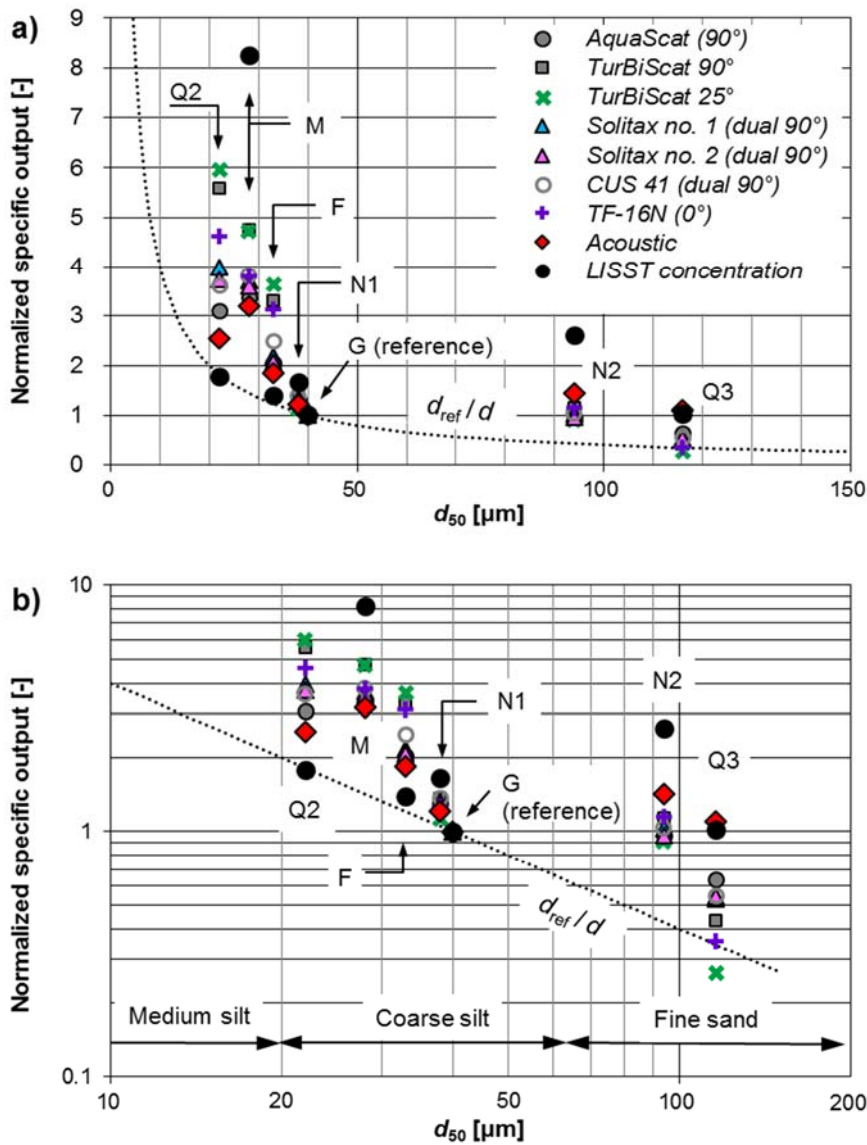 a)
Normalized specific output [-]
9
8
7
6
5
4
3
2
1
0
Q2
M
F
N1
G (reference)
d_ref / d
N2
Q3
AquaScat (90°)
TurBiScat 90°
TurBiScat 25°
Solitax no. 1 (dual 90°)
Solitax no. 2 (dual 90°)
CUS 41 (dual 90°)
TF-16N (0°)
Acoustic
LISST concentration
0 50 100 150
d50 [µm]
b)
Normalized specific output [-]
10
1
0.1
N2
N1
Q3
M
G
(reference)
Q2
F
d_ref / d
Medium silt Coarse silt Fine sand
10 20 50 100 200
d50 [µm]